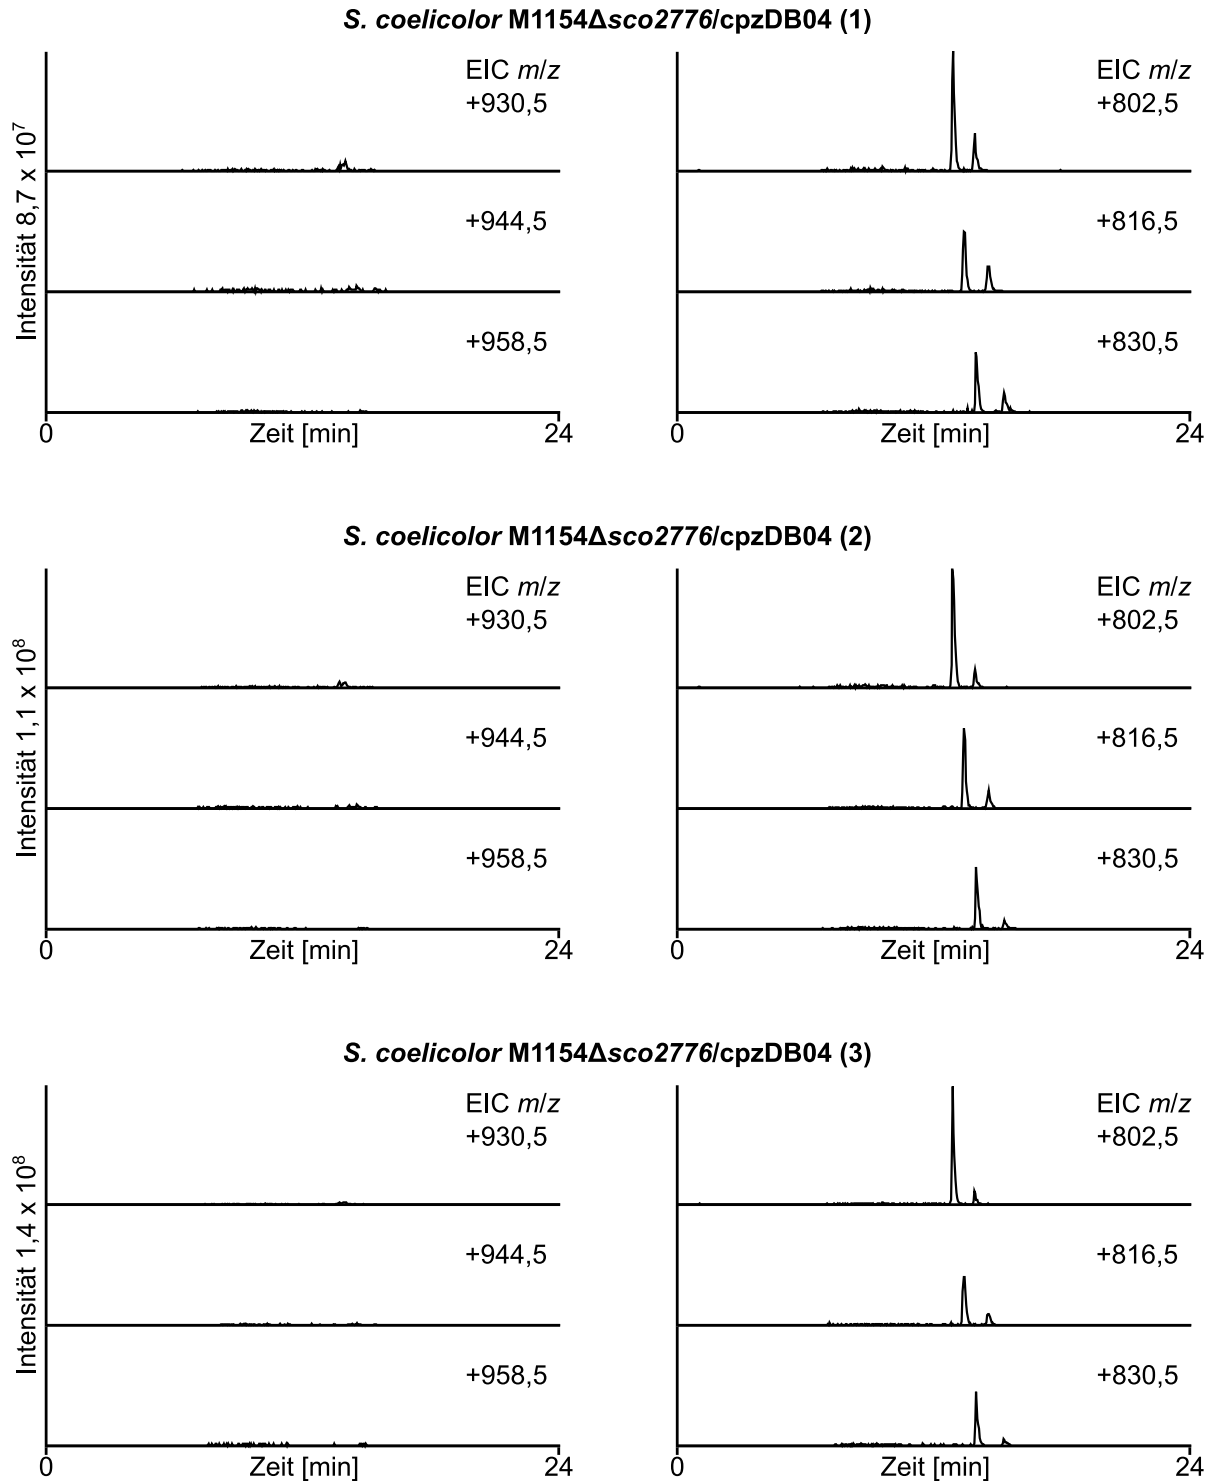 S. coelicolor M1154Δsco2776/cpzDB04 (1)
Intensität 8,7 x 10⁷
EIC m/z
+930,5
+944,5
+958,5
0 Zeit [min] 24
EIC m/z
+802,5
+816,5
+830,5
0 Zeit [min] 24
S. coelicolor M1154Δsco2776/cpzDB04 (2)
Intensität 1,1 x 10⁸
EIC m/z
+930,5
+944,5
+958,5
0 Zeit [min] 24
EIC m/z
+802,5
+816,5
+830,5
0 Zeit [min] 24
S. coelicolor M1154Δsco2776/cpzDB04 (3)
Intensität 1,4 x 10⁸
EIC m/z
+930,5
+944,5
+958,5
0 Zeit [min] 24
EIC m/z
+802,5
+816,5
+830,5
0 Zeit [min] 24